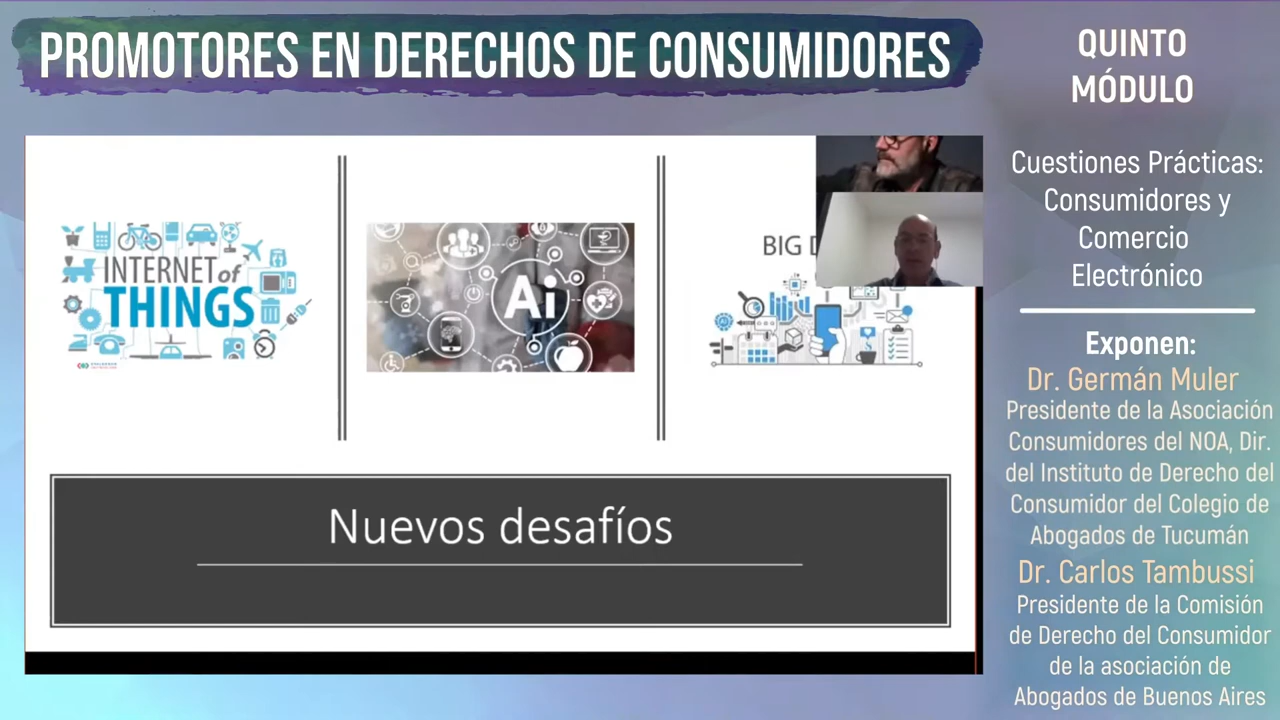 PROMOTORES EN DERECHOS DE CONSUMIDORES
INTERNET of
THINGS
Ai
BIG D
Nuevos desafíos
QUINTO
MÓDULO
Cuestiones Prácticas:
Consumidores y
Comercio
Electrónico
Exponen:
Dr. Germán Muler
Presidente de la Asociación
Consumidores del NOA, Dir.
del Instituto de Derecho del
Consumidor del Colegio de
Abogados de Tucumán
Dr. Carlos Tambussi
Presidente de la Comisión
de Derecho del Consumidor
de la asociación de
Abogados de Buenos Aires